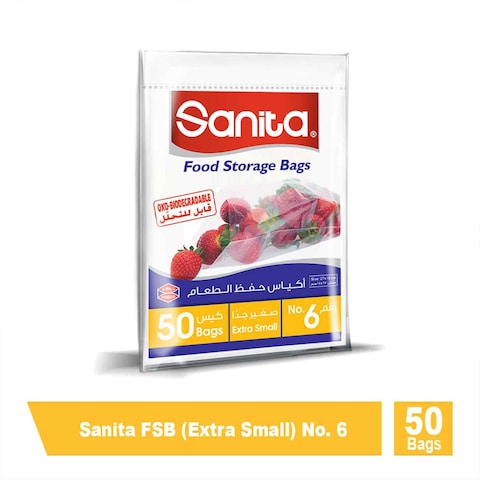 Sanita®
Food Storage Bags
OXO-BIODEGRADABLE
قابل للتحلل
أكياس حفظ الطعام
50 كيس
Bags
صغير جدًا
Extra Small
رقم
No. 6
Sanita FSB (Extra Small) No. 6
50
Bags